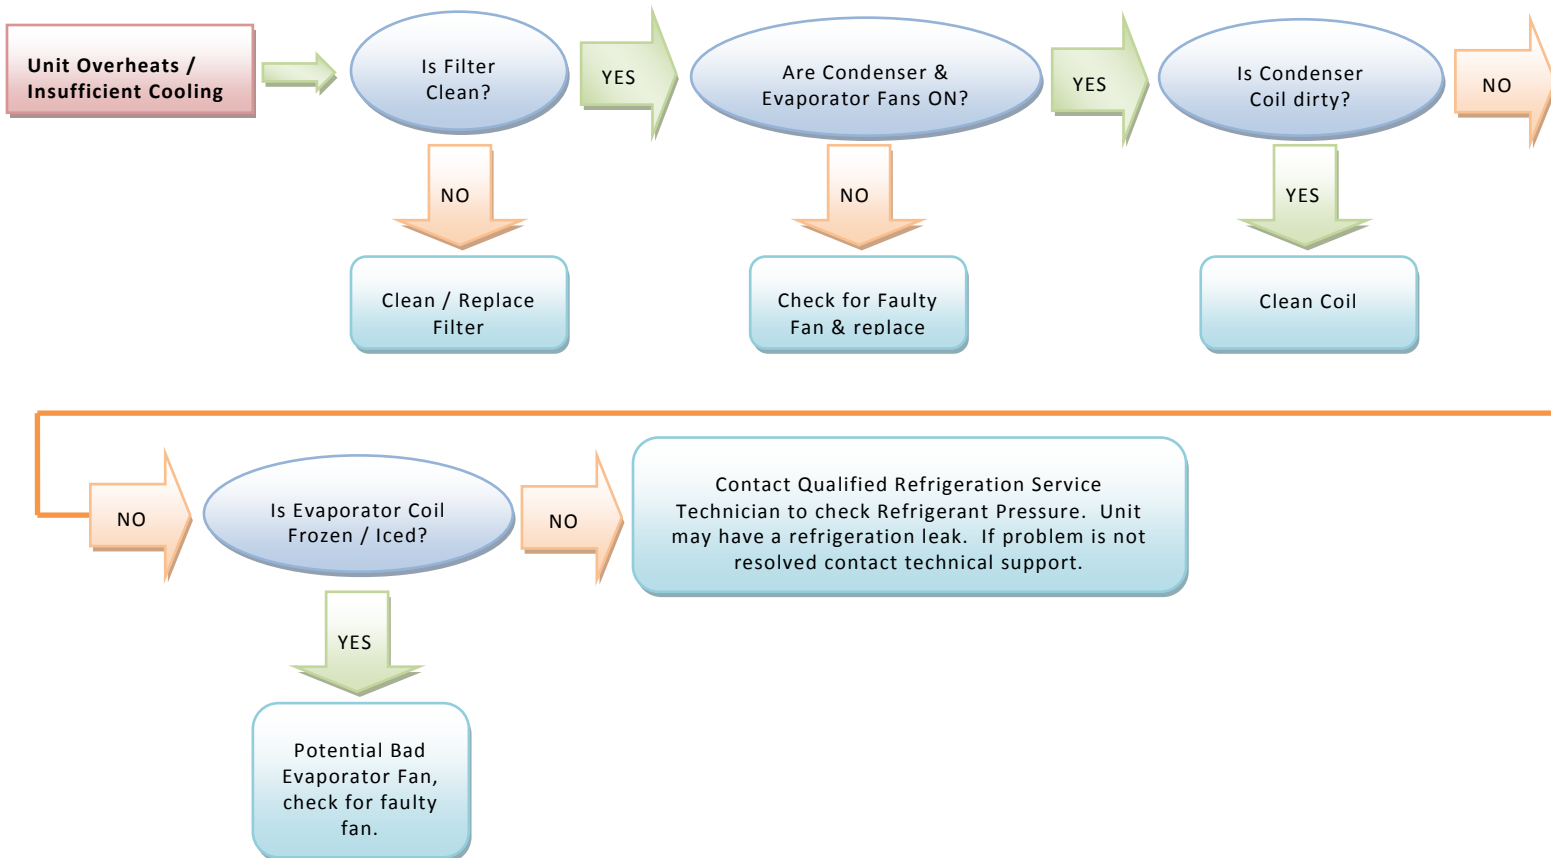 Unit Overheats /
Insufficient Cooling
Is Filter
Clean?
YES
Are Condenser &
Evaporator Fans ON?
YES
Is Condenser
Coil dirty?
NO
NO
NO
YES
Clean / Replace
Filter
Check for Faulty
Fan & replace
Clean Coil
NO
Is Evaporator Coil
Frozen / Iced?
NO
Contact Qualified Refrigeration Service
Technician to check Refrigerant Pressure. Unit
may have a refrigeration leak. If problem is not
resolved contact technical support.
YES
Potential Bad
Evaporator Fan,
check for faulty
fan.